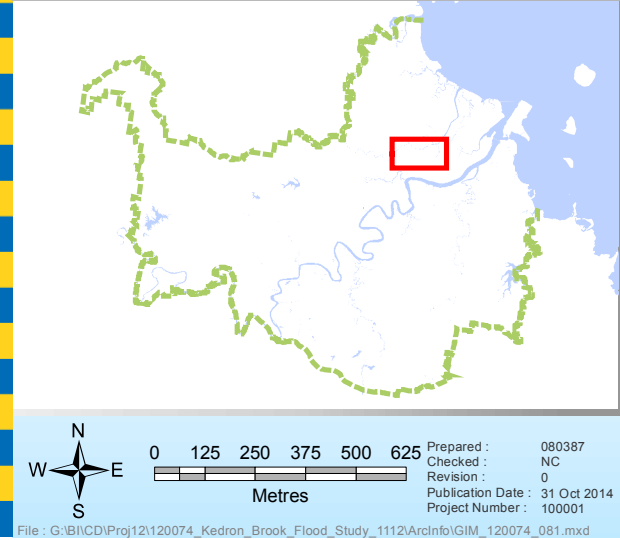 N
W E
S
0 125 250 375 500 625
Metres
Prepared : 080387
Checked : NC
Revision : 0
Publication Date : 31 Oct 2014
Project Number : 100001
File : G:\BI\CD\Proj12\120074_Kedron_Brook_Flood_Study_1112\ArcInfo\GIM_120074_081.mxd